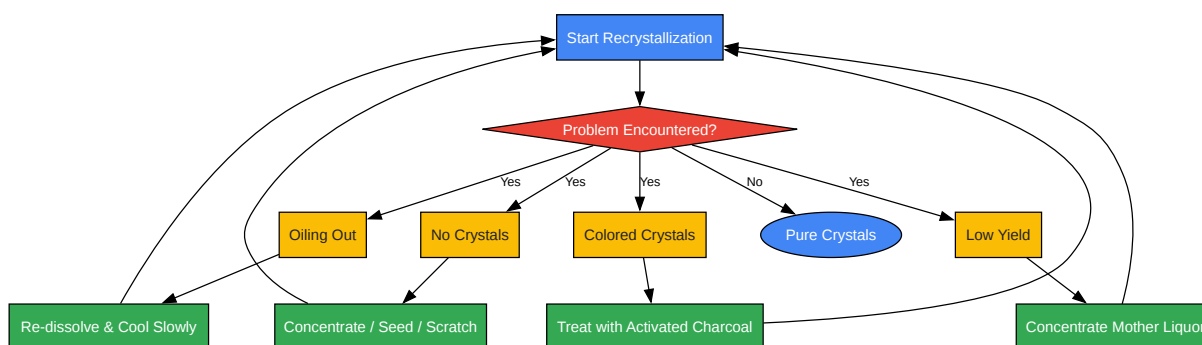 Start Recrystallization
Problem Encountered?
Yes
Yes
Yes
No
Yes
Oiling Out
No Crystals
Colored Crystals
Pure Crystals
Low Yield
Re-dissolve & Cool Slowly
Concentrate / Seed / Scratch
Treat with Activated Charcoal
Concentrate Mother Liquor